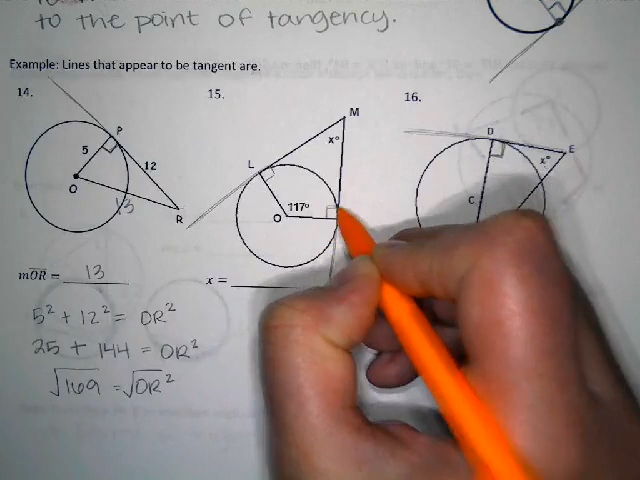 to the point of tangency.
Example: Lines that appear to be tangent are.
14.
15.
16.
P
5
12
O
13
R
M
x°
L
117°
O
D
E
x°
C
mOR = 13
x =
5² + 12² = OR²
25 + 144 = OR²
√169 = √OR²